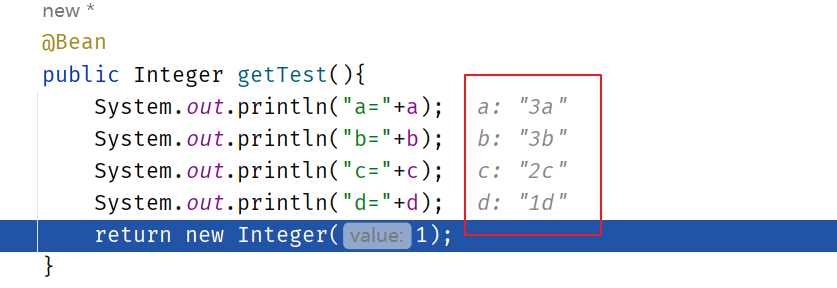 new *
@Bean
public Integer getTest(){
System.out.println("a="+a); a: "3a"
System.out.println("b="+b); b: "3b"
System.out.println("c="+c); c: "2c"
System.out.println("d="+d); d: "1d"
return new Integer( value: 1);
}